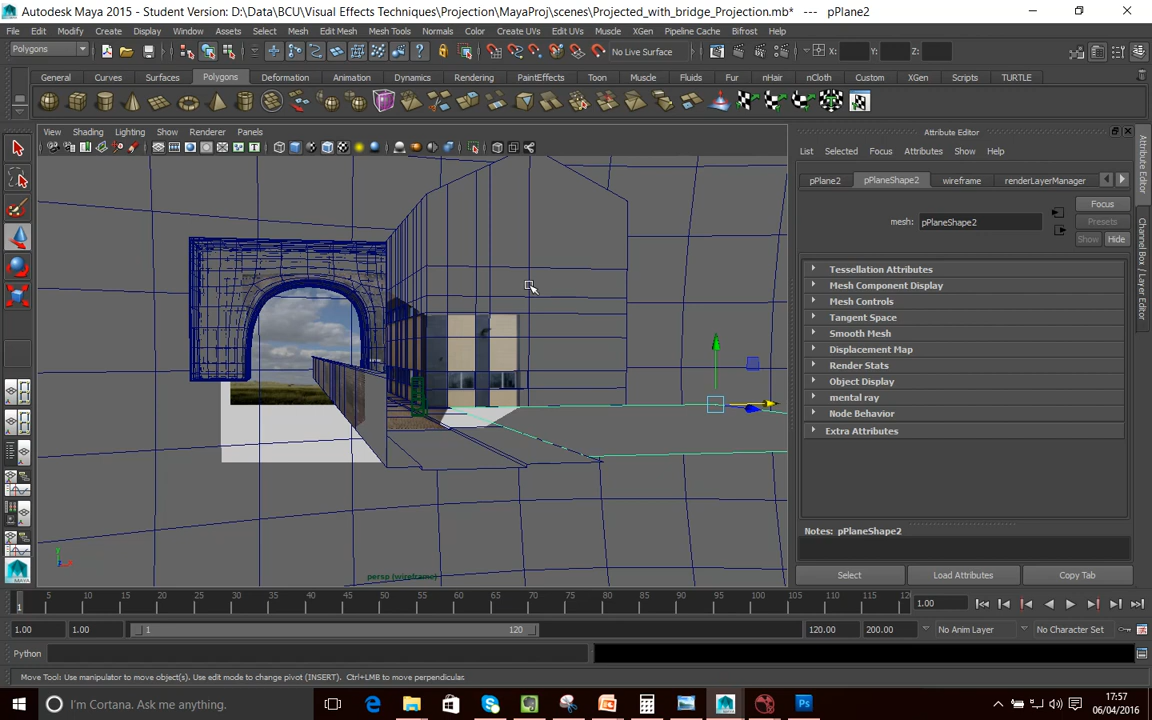 Autodesk Maya 2015 - Student Version: D:\Data\BCU\Visual Effects Techniques\Projection\MayaProj\scenes\Projected_with_bridge_Projection.mb* --- pPlane2
File Edit Modify Create Display Window Assets Select Mesh Edit Mesh Mesh Tools Normals Color Create UVs Edit UVs Muscle Pipeline Cache Bifrost Help
Polygons No Live Surface X: Y: Z:
General Curves Surfaces Polygons Deformation Animation Dynamics Rendering PaintEffects Toon Muscle Fluids Fur nHair nCloth Custom XGen Scripts TURTLE
View Shading Lighting Show Renderer Panels
Attribute Editor
List Selected Focus Attributes Show Help
pPlane2 pPlaneShape2 wireframe renderLayerManager
Focus
mesh: pPlaneShape2
Presets
Show Hide
Tessellation Attributes
Mesh Component Display
Mesh Controls
Tangent Space
Smooth Mesh
Displacement Map
Render Stats
Object Display
mental ray
Node Behavior
Extra Attributes
Notes: pPlaneShape2
Select Load Attributes Copy Tab
Attribute Editor
Channel Box / Layer Editor
persp (wireframe)
1 5 10 15 20 25 30 35 40 45 50 55 60 65 70 75 80 85 90 95 100 105 110 115 1.00
1.00 1.00 1 120 120.00 200.00 No Anim Layer No Character Set
Python
Move Tool: Use manipulator to move object(s). Use edit mode to change pivot (INSERT). Ctrl+LMB to move perpendicular.
I'm Cortana. Ask me anything.
17:57
06/04/2016